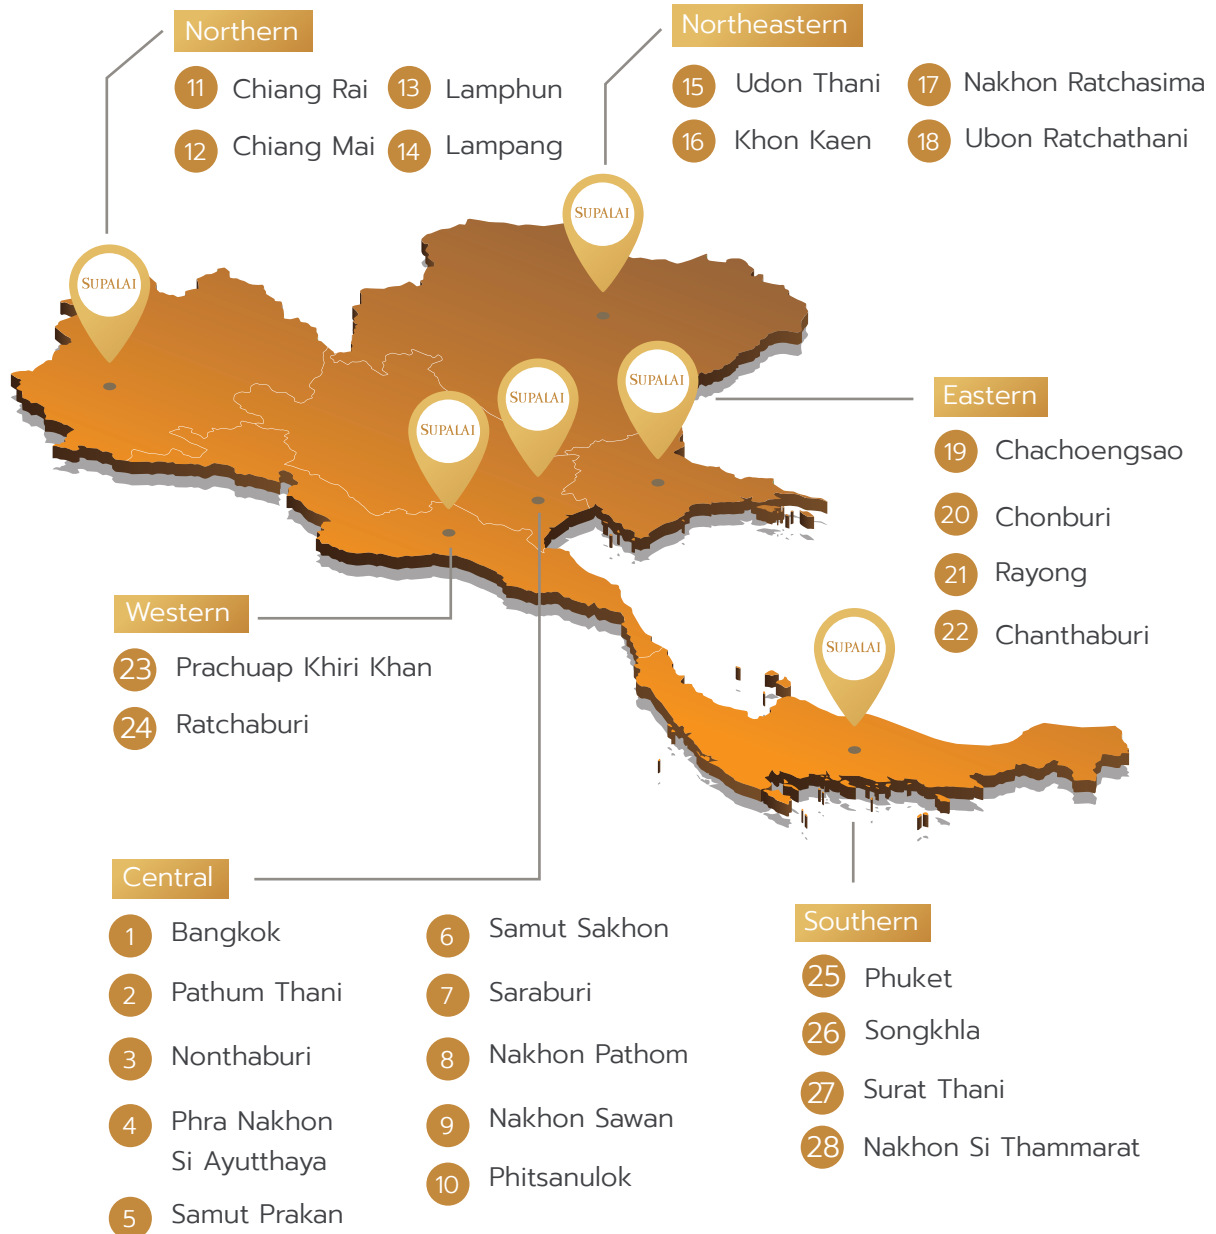 Northern
11 Chiang Rai
12 Chiang Mai
13 Lamphun
14 Lampang
Northeastern
15 Udon Thani
16 Khon Kaen
17 Nakhon Ratchasima
18 Ubon Ratchathani
SUPALAI
SUPALAI
SUPALAI
SUPALAI
SUPALAI
SUPALAI
Eastern
19 Chachoengsao
20 Chonburi
21 Rayong
22 Chanthaburi
Western
23 Prachuap Khiri Khan
24 Ratchaburi
Central
1 Bangkok
2 Pathum Thani
3 Nonthaburi
4 Phra Nakhon
Si Ayutthaya
5 Samut Prakan
6 Samut Sakhon
7 Saraburi
8 Nakhon Pathom
9 Nakhon Sawan
10 Phitsanulok
Southern
25 Phuket
26 Songkhla
27 Surat Thani
28 Nakhon Si Thammarat